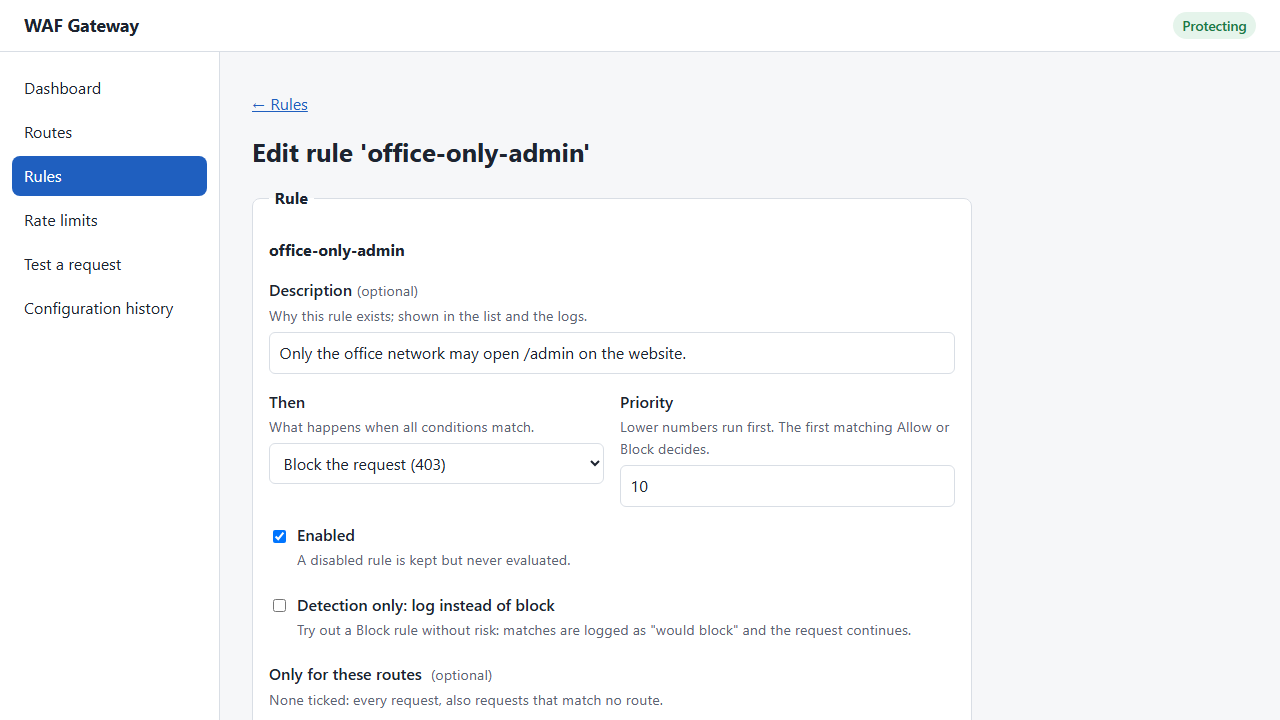 WAF Gateway
Protecting
Dashboard
Routes
Rules
Rate limits
Test a request
Configuration history
← Rules
Edit rule 'office-only-admin'
Rule
office-only-admin
Description (optional)
Why this rule exists; shown in the list and the logs.
Only the office network may open /admin on the website.
Then
What happens when all conditions match.
Block the request (403)
Priority
Lower numbers run first. The first matching Allow or
Block decides.
10
Enabled
A disabled rule is kept but never evaluated.
Detection only: log instead of block
Try out a Block rule without risk: matches are logged as "would block" and the request continues.
Only for these routes (optional)
None ticked: every request, also requests that match no route.